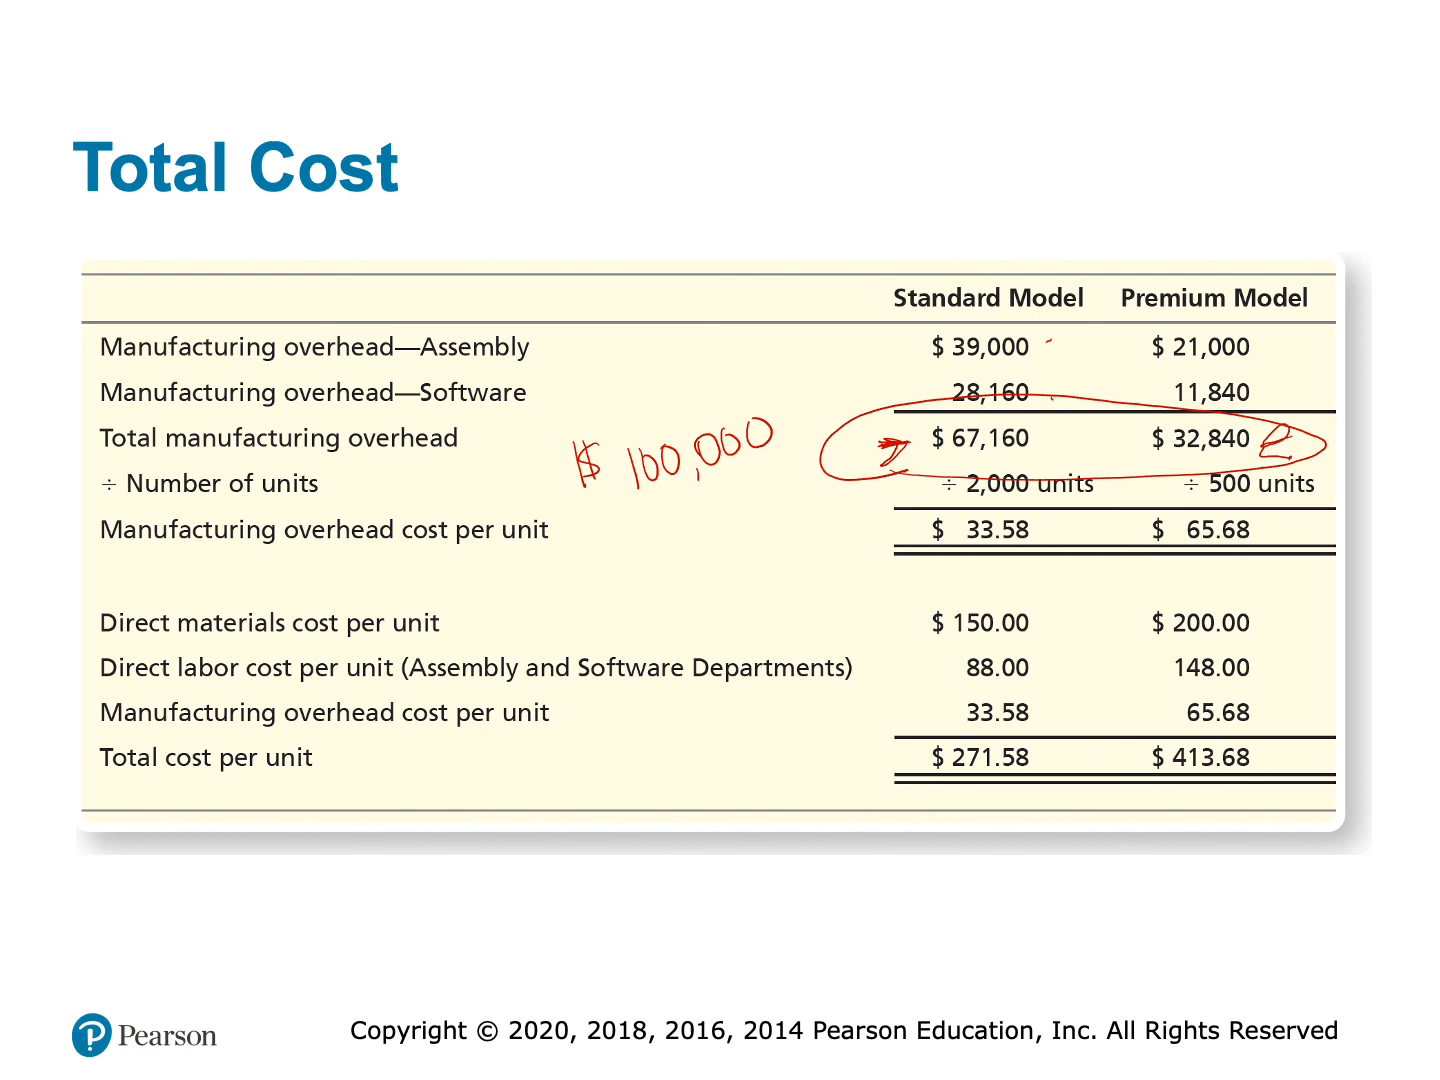 Total Cost
Standard Model Premium Model
Manufacturing overhead—Assembly $ 39,000 $ 21,000
Manufacturing overhead—Software 28,160 11,840
Total manufacturing overhead $ 100,000 $ 67,160 $ 32,840
÷ Number of units ÷ 2,000 units ÷ 500 units
Manufacturing overhead cost per unit $ 33.58 $ 65.68
Direct materials cost per unit $ 150.00 $ 200.00
Direct labor cost per unit (Assembly and Software Departments) 88.00 148.00
Manufacturing overhead cost per unit 33.58 65.68
Total cost per unit $ 271.58 $ 413.68
Pearson Copyright © 2020, 2018, 2016, 2014 Pearson Education, Inc. All Rights Reserved